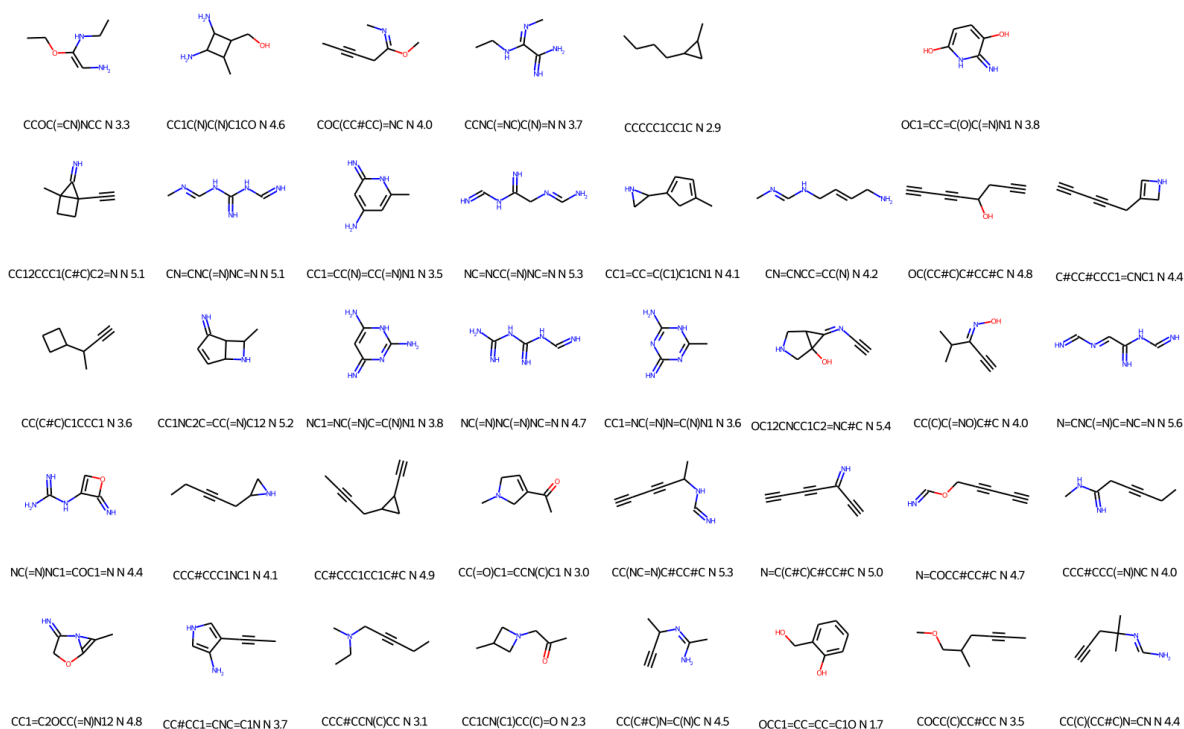 CCOC(=CN)NCC N 3.3
CC1C(N)C(N)C1CO N 4.6
COC(CC#CC)=NC N 4.0
CCNC(=NC)C(N)=N N 3.7
CCCCC1CC1C N 2.9
OC1=CC=C(O)C(=N)N1 N 3.8
CC12CCC1(C#C)C2=N N 5.1
CN=CNC(=N)NC=N N 5.1
CC1=CC(N)=CC(=N)N1 N 3.5
NC=NCC(=N)NC=N N 5.3
CC1=CC=C(C1)C1CN1 N 4.1
CN=CNCC=CC(N) N 4.2
OC(CC#C)C#CC#C N 4.8
C#CC#CCC1=CNC1 N 4.4
CC(C#C)C1CCC1 N 3.6
CC1NC2C=CC(=N)C12 N 5.2
NC1=NC(=N)C=C(N)N1 N 3.8
NC(=N)NC(=N)NC=N N 4.7
CC1=NC(=N)N=C(N)N1 N 3.6
OC12CNCC1C2=NC#C N 5.4
CC(C)C(=NO)C#C N 4.0
N=CNC(=N)C=NC=N N 5.6
NC(=N)NC1=COC1=N N 4.4
CCC#CCC1NC1 N 4.1
CC#CCC1CC1C#C N 4.9
CC(=O)C1=CCN(C)C1 N 3.0
CC(NC=N)C#CC#C N 5.3
N=C(C#C)C#CC#C N 5.0
N=COCC#CC#C N 4.7
CCC#CCC(=N)NC N 4.0
CC1=C2OCC(=N)N12 N 4.8
CC#CC1=CNC=C1N N 3.7
CCC#CCN(C)CC N 3.1
CC1CN(C1)CC(C)=O N 2.3
CC(C#C)N=C(N)C N 4.5
OCC1=CC=CC=C1O N 1.7
COCC(C)CC#CC N 3.5
CC(C)(CC#C)N=CN N 4.4